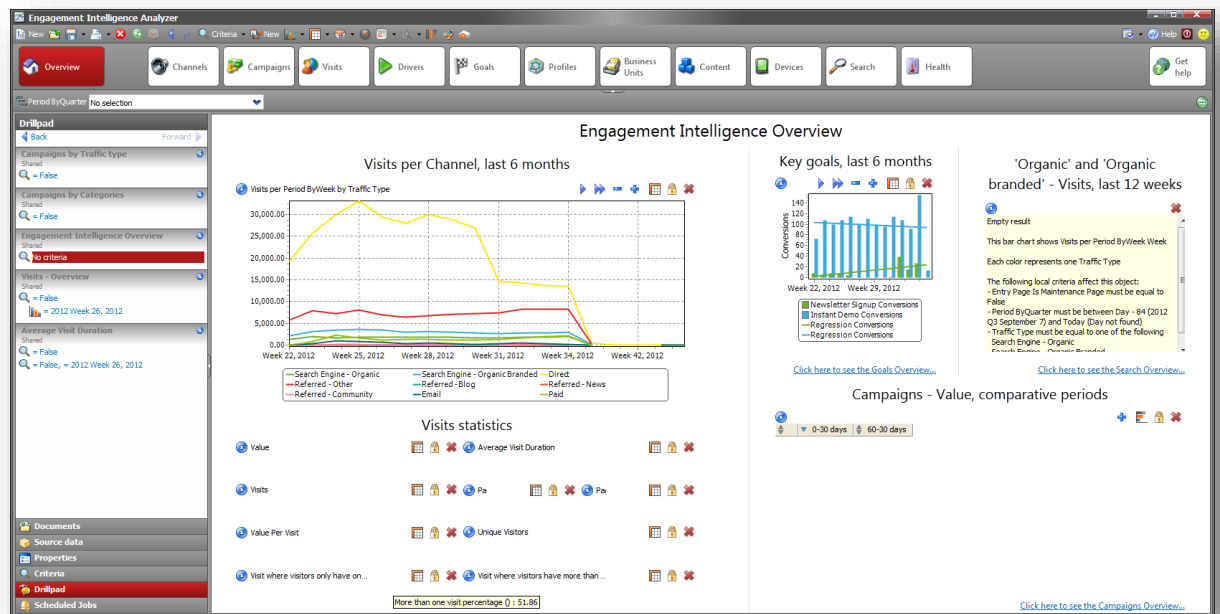 Engagement Intelligence Analyzer
New
Criteria
New
Help
Overview
Channels
Campaigns
Visits
Drivers
Goals
Profiles
Business Units
Content
Devices
Search
Health
Get help
Period ByQuarter No selection
Drillpad
Back
Forward
Campaigns by Traffic type
Shared
= False
Campaigns by Categories
Shared
= False
Engagement Intelligence Overview
Shared
No criteria
Visits - Overview
Shared
= False
= 2012 Week 26, 2012
Average Visit Duration
Shared
= False
= False, = 2012 Week 26, 2012
Documents
Source data
Properties
Criteria
Drillpad
Scheduled Jobs
Engagement Intelligence Overview
Visits per Channel, last 6 months
Visits per Period ByWeek by Traffic Type
30,000.00
25,000.00
20,000.00
15,000.00
10,000.00
5,000.00
0.00
Week 22, 2012
Week 25, 2012
Week 28, 2012
Week 31, 2012
Week 34, 2012
Week 42, 2012
Search Engine - Organic
Search Engine - Organic Branded
Direct
Referred - Other
Referred - Blog
Referred - News
Referred - Community
Email
Paid
Visits statistics
Value
Average Visit Duration
Visits
Pa
Pa
Value Per Visit
Unique Visitors
Visit where visitors only have on...
Visit where visitors have more than...
More than one visit percentage () : 51.86
Key goals, last 6 months
Conversions
140
120
100
80
60
40
20
0
Week 22, 2012
Week 29, 2012
Newsletter Signup Conversions
Instant Demo Conversions
Regression Conversions
Regression Conversions
Click here to see the Goals Overview...
'Organic' and 'Organic
branded' - Visits, last 12 weeks
Empty result
This bar chart shows Visits per Period ByWeek Week
Each color represents one Traffic Type
The following local criteria affect this object:
- Entry Page Is Maintenance Page must be equal to
False
- Period ByQuarter must be between Day - 84 (2012
Q3 September 7) and Today (Day not found)
- Traffic Type must be equal to one of the following
Search Engine - Organic
Search Engine - Organic Branded
Click here to see the Search Overview...
Campaigns - Value, comparative periods
0-30 days
60-30 days
Click here to see the Campaigns Overview...